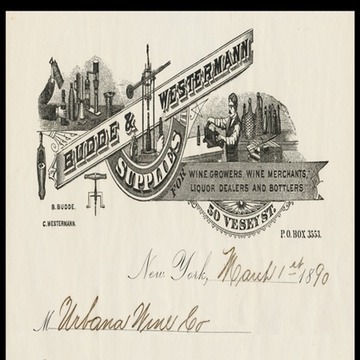 BUDDE & WESTERMANN
SUPPLIES
FOR
WINE GROWERS, WINE MERCHANTS,
LIQUOR DEALERS AND BOTTLERS
50 VESEY ST.
B. BUDDE.
C. WESTERMANN.
P.O. BOX 3553.
New York, March 1st 1890
M Urbana Wine Co